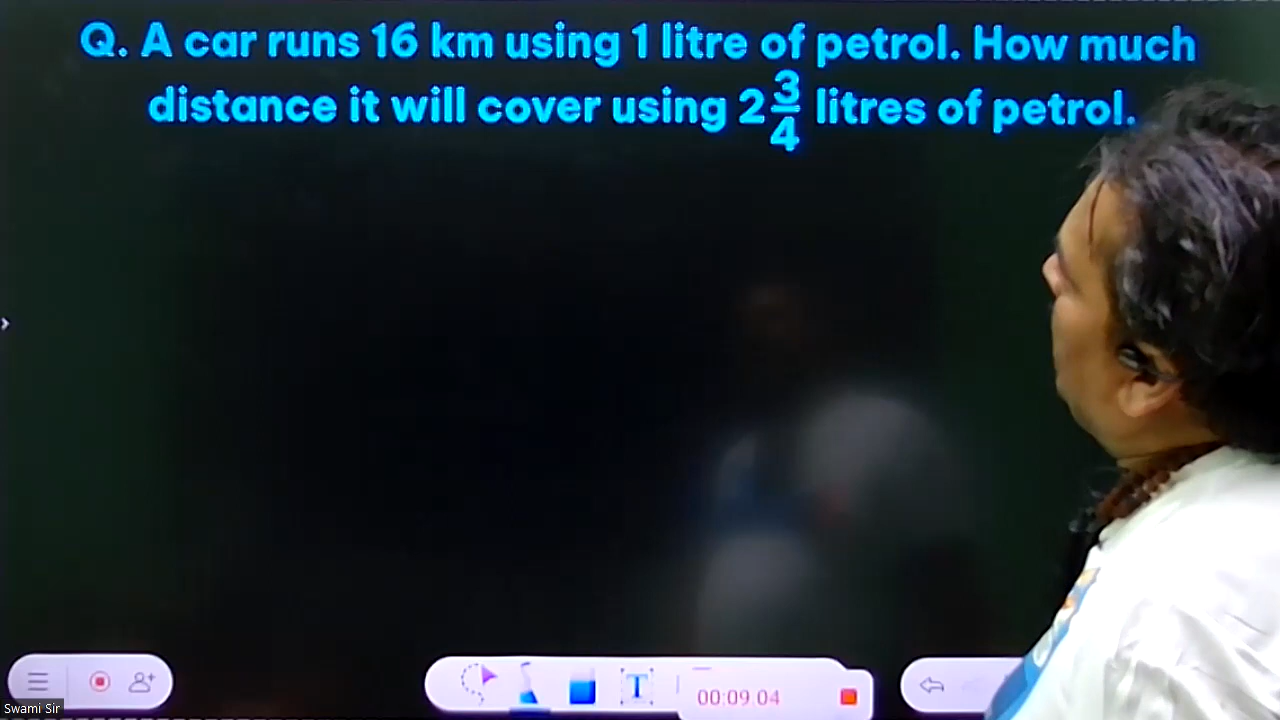 Q. A car runs 16 km using 1 litre of petrol. How much
distance it will cover using 2 3/4 litres of petrol.
T
00:09:04
Swami Sir